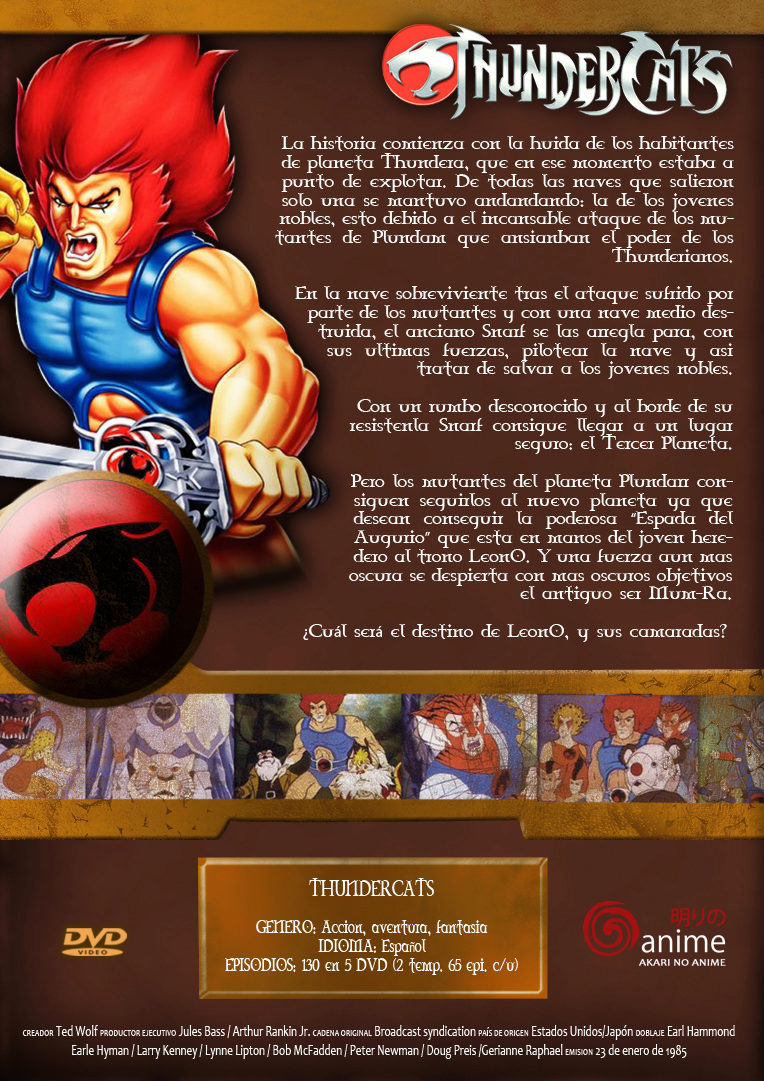 THUNDERCATS
La historia comienza con la huida de los habitantes
de planeta Thundera, que en ese momento estaba a
punto de explotar. De todas las naves que salieron
solo una se mantuvo andandando: la de los jovenes
nobles, esto debido a el incansable ataque de los mu-
tantes de Plundarr que ansianban el poder de los
Thunderianos.
En la nave sobreviviente tras el ataque sufrido por
parte de los mutantes y con una nave medio des-
truida, el anciano Snarf se las arregla para, con
sus ultimas fuerzas, pilotear la nave y asi
tratar de salvar a los jovenes nobles.
Con un rumbo desconocido y al borde de su
resistenIa Snarf consigue llegar a un lugar
seguro: el Tercer Planeta.
Pero los mutantes del planeta Plundarr con-
siguen seguirlos al nuevo planeta ya que
desean conseguir la poderosa "Espada del
Augurio" que esta en manos del joven here-
dero al trono LeonO. Y una fuerza aun mas
oscura se despierta con mas oscuros objetivos
el antiguo ser Mum-Ra.
¿Cuál será el destino de LeonO, y sus camaradas?
THUNDERCATS
GENERO: Accion, aventura, fantasia
IDIOMA: Español
EPISODIOS: 130 en 5 DVD (2 temp. 65 epi. c/u)
DVD
VIDEO
明りの
anime
AKARI NO ANIME
CREADOR Ted Wolf PRODUCTOR EJECUTIVO Jules Bass / Arthur Rankin Jr. CADENA ORIGINAL Broadcast syndication PAÍS DE ORIGEN Estados Unidos/Japón DOBLAJE Earl Hammond
Earle Hyman / Larry Kenney / Lynne Lipton / Bob McFadden / Peter Newman / Doug Preis /Gerianne Raphael EMISION 23 de enero de 1985